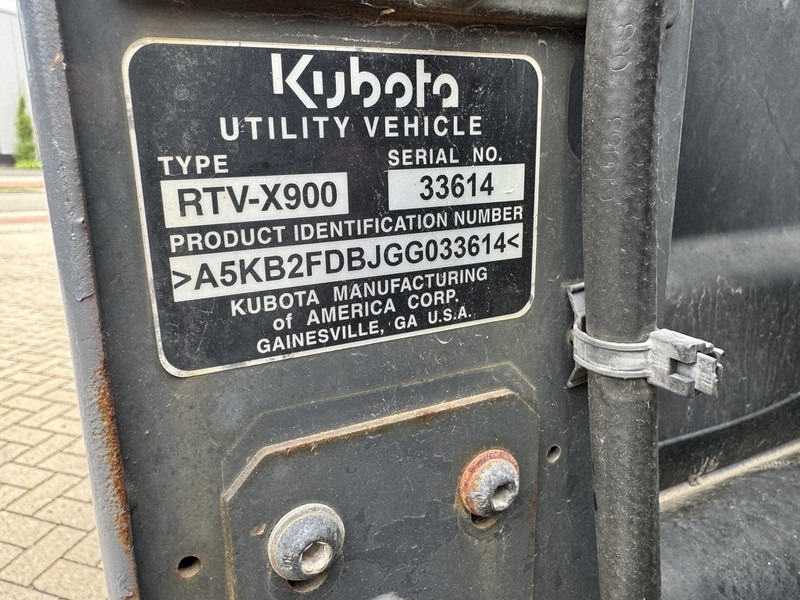 Kubota
UTILITY VEHICLE
TYPE SERIAL NO.
RTV-X900 33614
PRODUCT IDENTIFICATION NUMBER
>A5KB2FDBJGG033614<
KUBOTA MANUFACTURING
of AMERICA CORP.
GAINESVILLE, GA U.S.A.